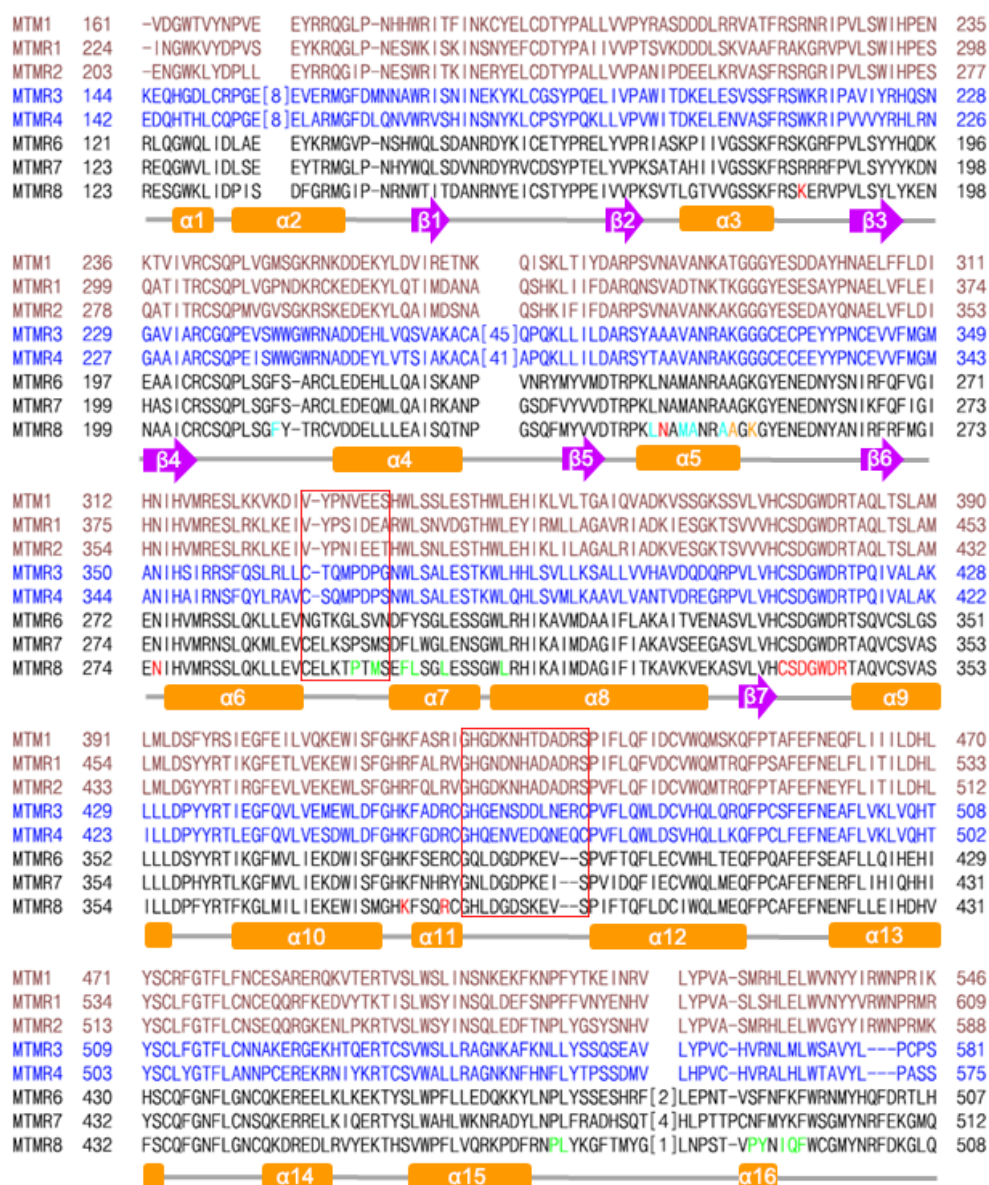 MTM1 161 -VDGWTVYNPVE EYRRQGLP-NHHWRITFINKCYELCDTYPALLVVPYRASDDDLRRVATFRSRNRIPVLSWIHPEN 235
MTMR1 224 -INGWKVYDPVS EYKRQGLP-NESWKISKINSNYEFCDTYPAIIVVPTSVKDDDLSKVAAFRAKGRVPVLSWIHPES 298
MTMR2 203 -ENGWKLYDPLL EYRRQGIP-NESWRITKINERYELCDTYPALLVVPANIPDEELKRVASFRSRGRIPVLSWIHPES 277
MTMR3 144 KEQHGDLCRPGE[8]EVERMGFDMNNAWRISNINEKYKLCGSYPQELIVPAWITDKELESVSSFRSWKRIPAVIYRHQSN 228
MTMR4 142 EDQHTHLCQPGE[8]ELARMGFDLQNVWRVSHINSNYKLCPSYPQKLLVPVWITDKELENVASFRSWKRIPVVVYRHLRN 226
MTMR6 121 RLQGWQLIDLAE EYKRMGVP-NSHWQLSDANRDYKICETYPRELYVPRIASKPIIVGSSKFRSKGRFPVLSYYHQDK 196
MTMR7 123 REQGWVLIDLSE EYTRMGLP-NHYWQLSDVNRDYRVCDSYPTELYVPKSATAHIIVGSSKFRSRRRFPVLSYYYKDN 198
MTMR8 123 RESGWKLIDPIS DFGRMGIP-NRNWTITDANRNYEICSTYPPEIVVPKSVTLGTVVGSSKFRSKERVPVLSYLYKEN 198
α1 α2 β1 β2 α3 β3
MTM1 236 KTVIVRCSQPLVGMSGKRNKDDEKYLDVIRETNK QISKLTIYDARPSVNAVANKATGGGYESDDAYHNAELFFLDI 311
MTMR1 299 QATITRCSQPLVGPNDKRCKEDEKYLQTIMDANA QSHKLIIFDARQNSVADTNKTKGGGYESESAYPNAELVFLEI 374
MTMR2 278 QATITRCSQPMVGVSGKRSKEDEKYLQAIMDSNA QSHKIFIFDARPSVNAVANKAKGGGYESEDAYQNAELVFLDI 353
MTMR3 229 GAVIARCGQPEVSWWGWRNADDEHLVQSVAKACA[45]QPQKLLILDARSYAAAVANRAKGGGCECPEYYPNCEVVFMGM 349
MTMR4 227 GAAIARCSQPEISWWGWRNADDEYLVTSIAKACA[41]APQKLLILDARSYTAAVANRAKGGGCECEEYYPNCEVVFMGM 343
MTMR6 197 EAAICRCSQPLSGFS-ARCLEDEHLLQAISKANP VNRYMYVMDTRPKLNAMANRAAGKGYENEDNYSNIRFQFVGI 271
MTMR7 199 HASICRSSQPLSGFS-ARCLEDEQMLQAIRKANP GSDFVYVVDTRPKLNAMANRAAGKGYENEDNYSNIKFQFIGI 273
MTMR8 199 NAAICRCSQPLSGFY-TRCVDDELLLEAISQTNP GSQFMYVVDTRPKLNAMANRAAGKGYENEDNYANIRFRFMGI 273
β4 α4 β5 α5 β6
MTM1 312 HNIHVMRESLKKVKDIV-YPNVEESHWLSSLESTHWLEHIKLVLTGAIQVADKVSSGKSSVLVHCSDGWDRTAQLTSLAM 390
MTMR1 375 HNIHVMRESLRKLKEIV-YPSIDEARWLSNVDGTHWLEYIRMLLAGAVRIADKIESGKTSVVVHCSDGWDRTAQLTSLAM 453
MTMR2 354 HNIHVMRESLRKLKEIV-YPNIEETHWLSNLESTHWLEHIKLILAGALRIADKVESGKTSVVVHCSDGWDRTAQLTSLAM 432
MTMR3 350 ANIHSIRRSFQSLRLLC-TQMPDPGNWLSALESTKWLHHLSVLLKSALLVVHAVDQDQRPVLVHCSDGWDRTPQIVALAK 428
MTMR4 344 ANIHAIRNSFQYLRAVC-SQMPDPSNWLSALESTKWLQHLSVMLKAAVLVANTVDREGRPVLVHCSDGWDRTPQIVALAK 422
MTMR6 272 ENIHVMRSSLQKLLEVNGTKGLSVNDFYSGLESSGWLRHIKAVMDAAIFLAKAITVENASVLVHCSDGWDRTSQVCSLGS 351
MTMR7 274 ENIHVMRNSLQKMLEVCELKSPSMSDFLWGLENSGWLRHIKAIMDAGIFIAKAVSEEGASVLVHCSDGWDRTAQVCSVAS 353
MTMR8 274 ENIHVMRSSLQKLLEVCELKTPTMSEFLSGLESSGWLRHIKAIMDAGIFITKAVKVEKASVLVHCSDGWDRTAQVCSVAS 353
α6 α7 α8 β7 α9
MTM1 391 LMLDSFYRSIEGFEILVQKEWISFGHKFASRIGHGDKNHTDADRSPIFLQFIDCVWQMSKQFPTAFEFNEQFLIIILDHL 470
MTMR1 454 LMLDSYYRTIKGFETLVEKEWISFGHRFALRVGHGNDNHADADRSPIFLQFVDCVWQMTRQFPSAFEFNELFLITILDHL 533
MTMR2 433 LMLDGYYRTIRGFEVLVEKEWLSFGHRFQLRVGHGDKNHADADRSPVFLQFIDCVWQMTRQFPTAFEFNEYFLITILDHL 512
MTMR3 429 LLLDPYYRTIEGFQVLVEMEWLDFGHKFADRCGHGENSDDLNERCPVFLQWLDCVHQLQRQFPCSFEFNEAFLVKLVQHT 508
MTMR4 423 ILLDPYYRTLEGFQVLVESDWLDFGHKFGDRCGHQENVEDQNEQCPVFLQWLDSVHQLLKQFPCLFEFNEAFLVKLVQHT 502
MTMR6 352 LLLDSYYRTIKGFMVLIEKDWISFGHKFSERCGQLDGDPKEV--SPVFTQFLECVWHLTEQFPQAFEFSEAFLLQIHEHI 429
MTMR7 354 LLLDPHYRTLKGFMVLIEKDWISFGHKFNHRYGNLDGDPKEI--SPVIDQFIECVWQLMEQFPCAFEFNERFLIHIQHHI 431
MTMR8 354 ILLDPFYRTFKGLMILIEKEWISMGHKFSQRCGHLDGDSKEV--SPIFTQFLDCIWQLMEQFPCAFEFNENFLLEIHDHV 431
α10 α11 α12 α13
MTM1 471 YSCRFGTFLFNCESARERQKVTERTVSLWSLINSNKEKFKNPFYTKEINRV LYPVA-SMRHLELWVNYYIRWNPRIK 546
MTMR1 534 YSCLFGTFLCNCEQQRFKEDVYTKTISLWSYINSQLDEFSNPFFVNYENHV LYPVA-SLSHLELWVNYYVRWNPRMR 609
MTMR2 513 YSCLFGTFLCNSEQQRGKENLPKRTVSLWSYINSQLEDFTNPLYGSYSNHV LYPVA-SMRHLELWVGYYIRWNPRMK 588
MTMR3 509 YSCLFGTFLCNNAKERGEKHTQERTCSVWSLLRAGNKAFKNLLYSSQSEAV LYPVC-HVRNLMLWSAVYL---PCPS 581
MTMR4 503 YSCLYGTFLANNPCEREKRNIYKRTCSVWALLRAGNKNFHNFLYTPSSDMV LHPVC-HVRALHLWTAVYL---PASS 575
MTMR6 430 HSCQFGNFLGNCQKEREELKLKEKTYSLWPFLLEDQKKYLNPLYSSESHRF[2]LEPNT-VSFNFKFWRNMYHQFDRTLH 507
MTMR7 432 YSCQFGNFLCNSQKERRELKIQERTYSLWAHLWKNRADYLNPLFRADHSQT[4]HLPTTPCNFMYKFWSGMYNRFEKGMQ 512
MTMR8 432 FSCQFGNFLGNCQKDREDLRVYEKTHSVWPFLVQRKPDFRNPLYKGFTMYG[1]LNPST-VPYNIQFWCGMYNRFDKGLQ 508
α14 α15 α16